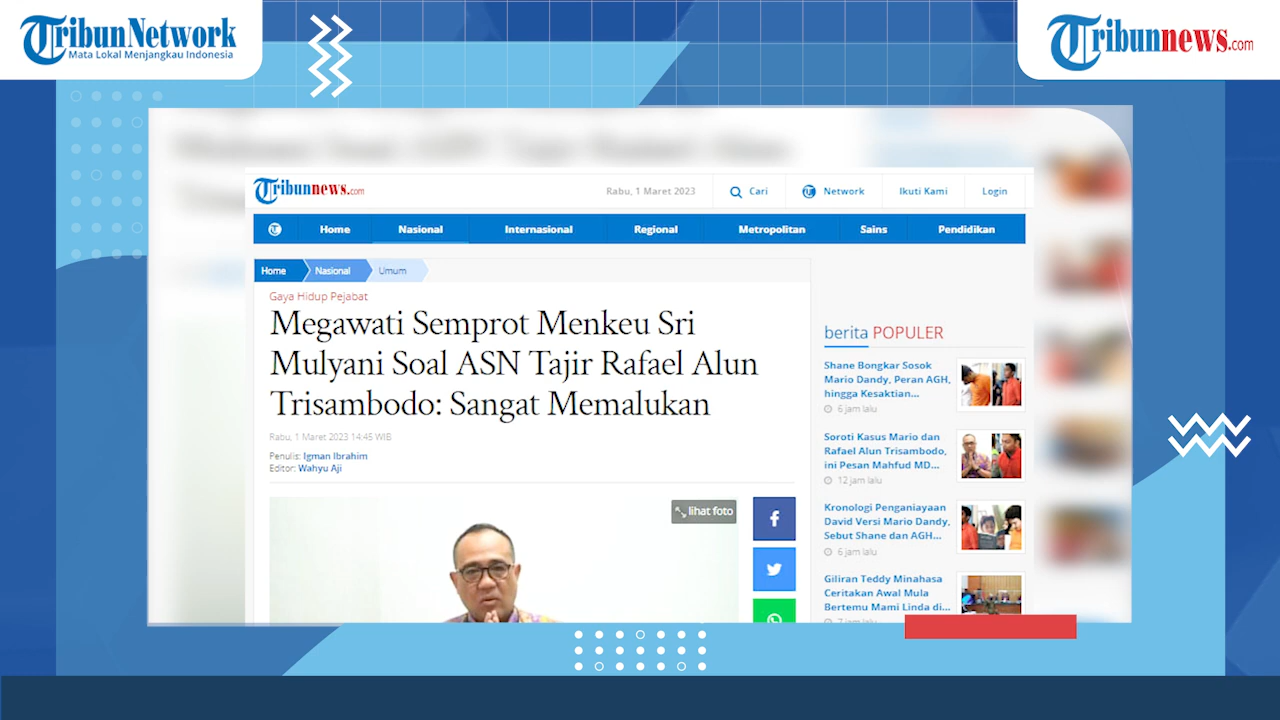 TribunNetwork
Mata Lokal Menjangkau Indonesia
Tribunnews.com
Tribunnews.com
Rabu, 1 Maret 2023
Cari
Network
Ikuti Kami
Login
Home
Nasional
Internasional
Regional
Metropolitan
Sains
Pendidikan
Home
Nasional
Umum
Gaya Hidup Pejabat
Megawati Semprot Menkeu Sri
Mulyani Soal ASN Tajir Rafael Alun
Trisambodo: Sangat Memalukan
Rabu, 1 Maret 2023 14:45 WIB
Penulis: Igman Ibrahim
Editor: Wahyu Aji
lihat foto
berita POPULER
Shane Bongkar Sosok
Mario Dandy, Peran AGH,
hingga Kesaktian...
6 jam lalu
Soroti Kasus Mario dan
Rafael Alun Trisambodo,
ini Pesan Mahfud MD...
12 jam lalu
Kronologi Penganiayaan
David Versi Mario Dandy,
Sebut Shane dan AGH...
6 jam lalu
Giliran Teddy Minahasa
Ceritakan Awal Mula
Bertemu Mami Linda di...
7 jam lalu